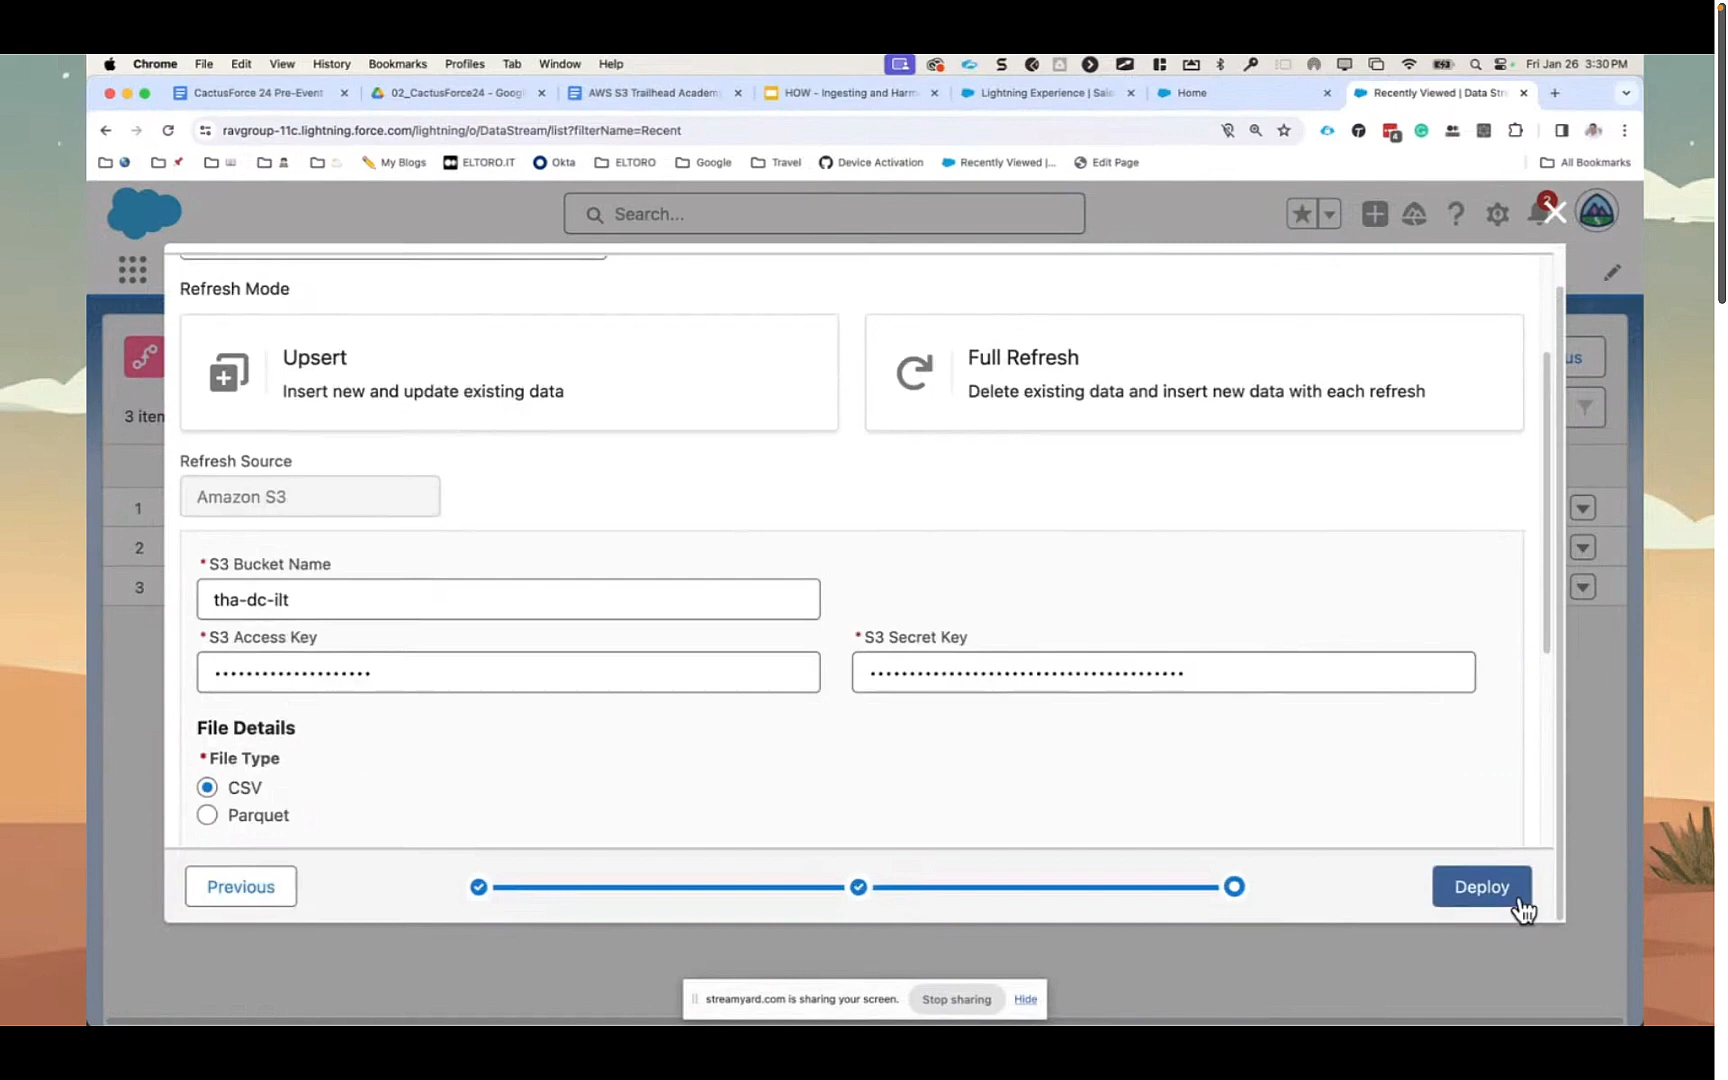 Chrome File Edit View History Bookmarks Profiles Tab Window Help Fri Jan 26 3:30 PM
CactusForce 24 Pre-Event 02_CactusForce24 - Goog AWS S3 Trailhead Academ HOW - Ingesting and Harm Lightning Experience | Sale Home Recently Viewed | Data Str
ravgroup-11c.lightning.force.com/lightning/o/DataStream/list?filterName=Recent
My Blogs ELTORO.IT Okta ELTORO Google Travel Device Activation Recently Viewed |... Edit Page All Bookmarks
Search...
2
Refresh Mode
Upsert
Insert new and update existing data
Full Refresh
Delete existing data and insert new data with each refresh
us
3 iten
Refresh Source
Amazon S3
1
2
3
* S3 Bucket Name
tha-dc-ilt
* S3 Access Key
* S3 Secret Key
File Details
* File Type
CSV
Parquet
Previous
Deploy
streamyard.com is sharing your screen. Stop sharing Hide